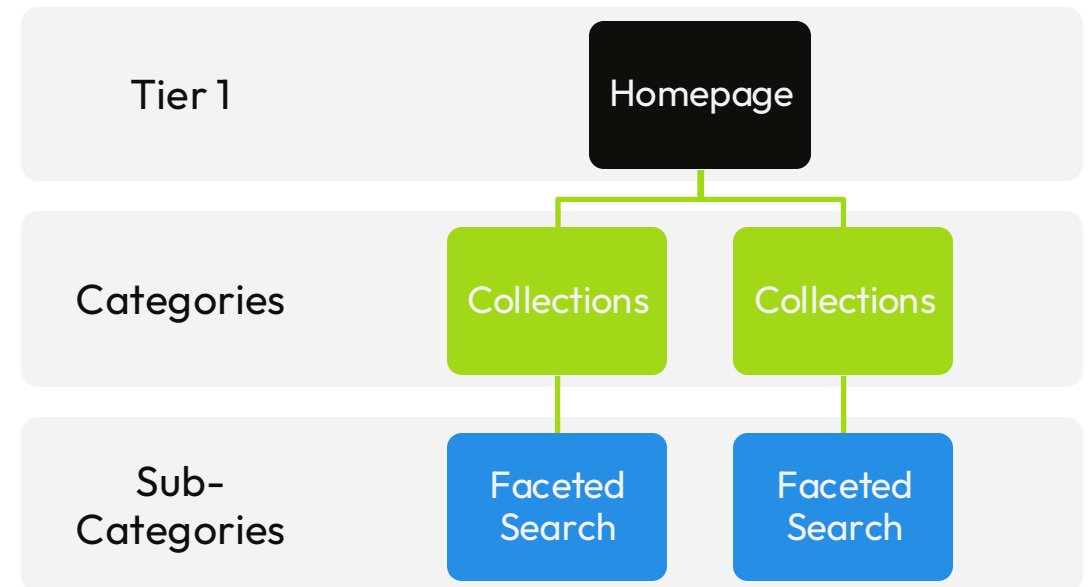 Tier 1
Homepage
Categories
Collections
Collections
Sub-
Categories
Faceted
Search
Faceted
Search